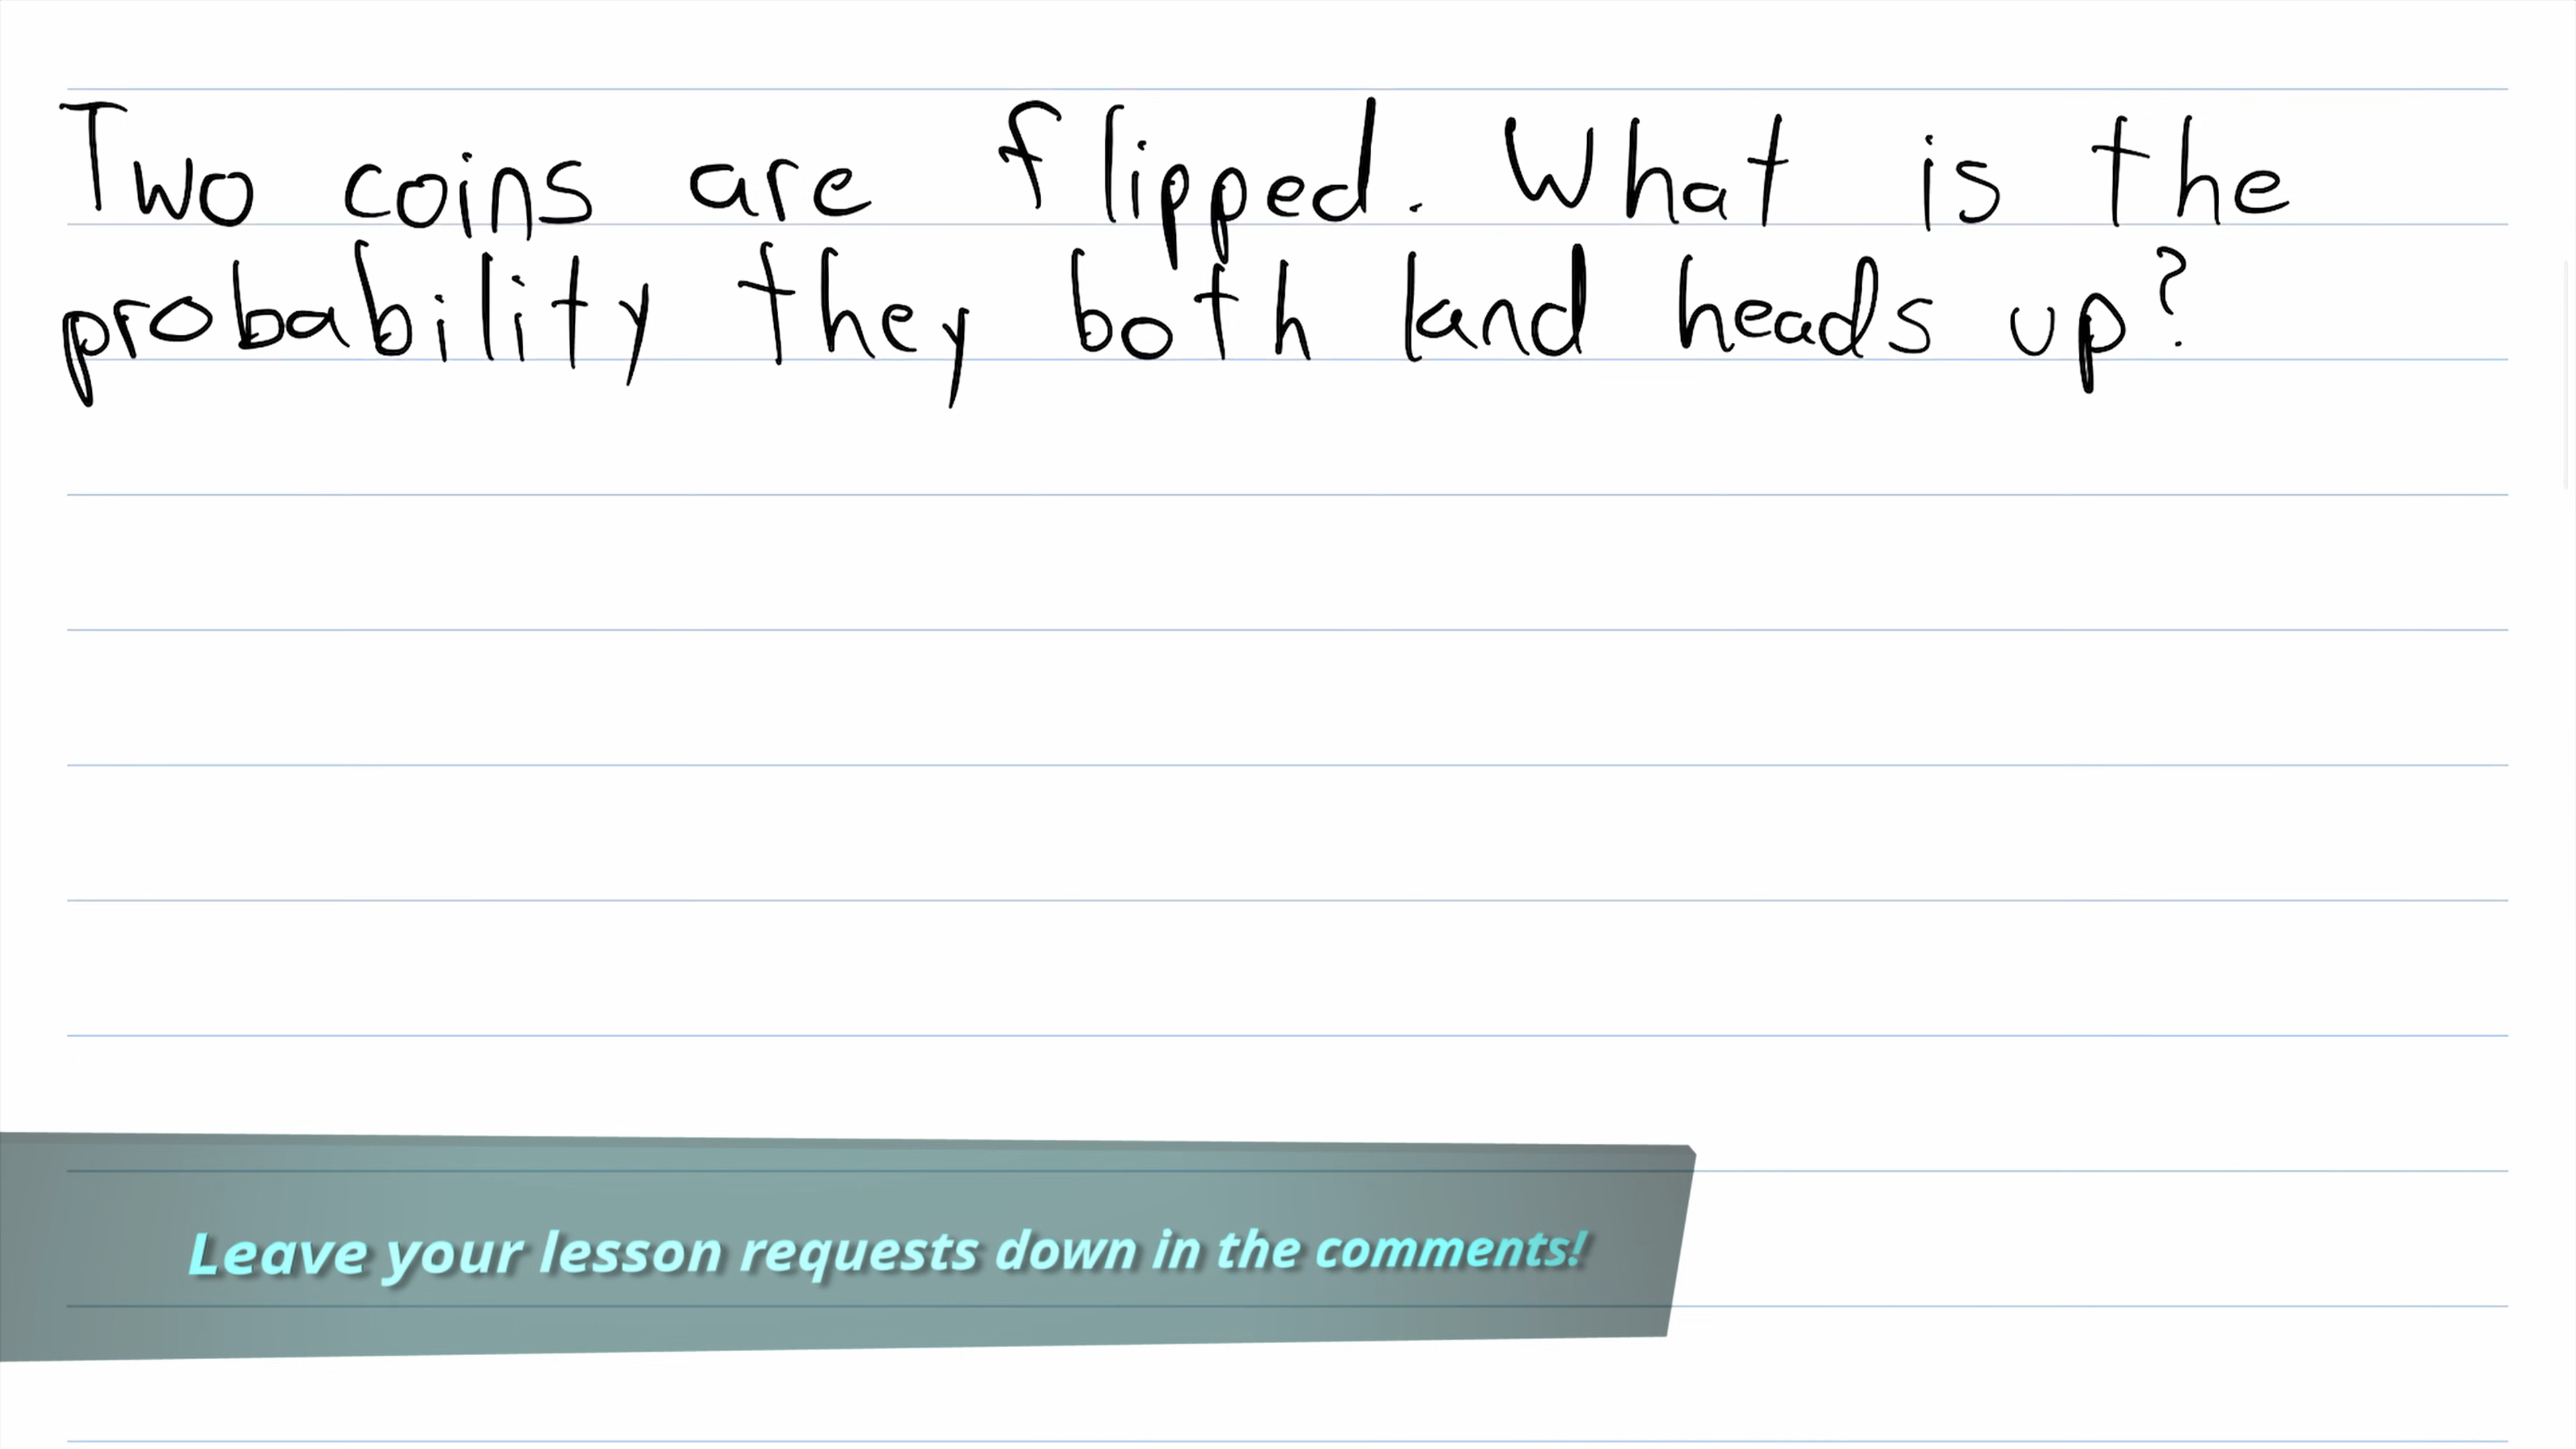 Two coins are flipped. What is the
probability they both land heads up?
Leave your lesson requests down in the comments!